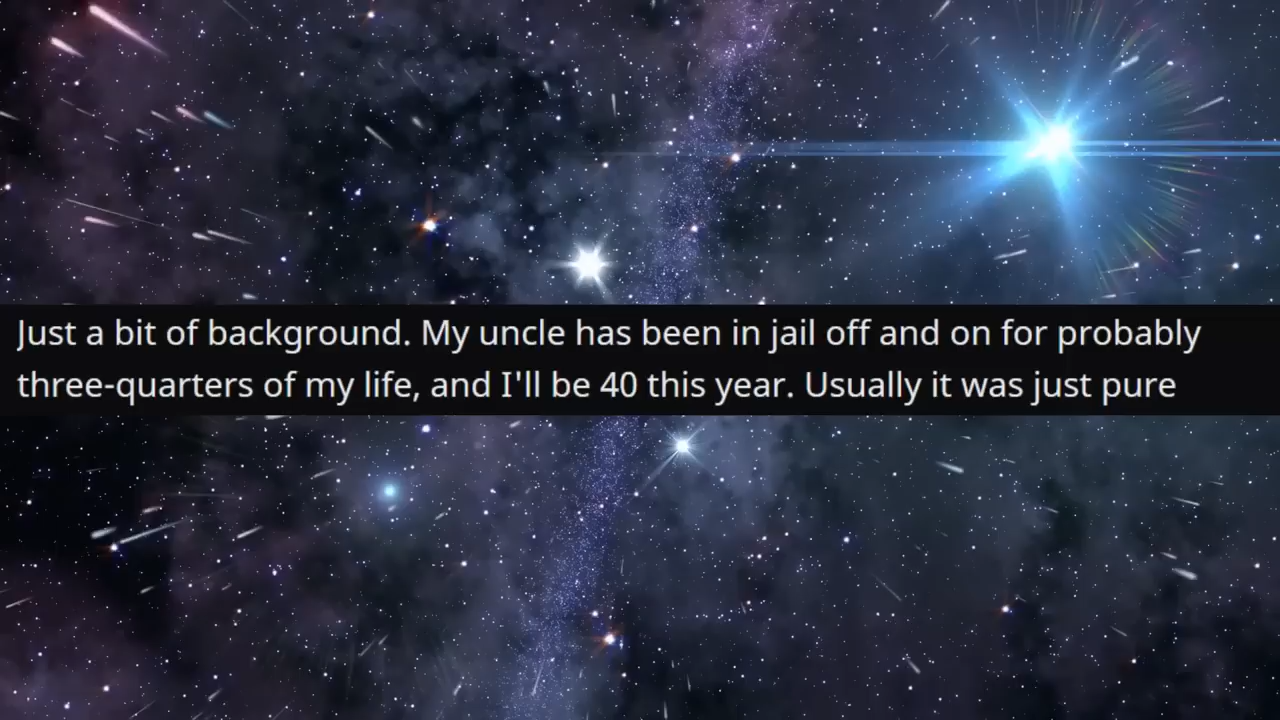 Just a bit of background. My uncle has been in jail off and on for probably
three-quarters of my life, and I'll be 40 this year. Usually it was just pure